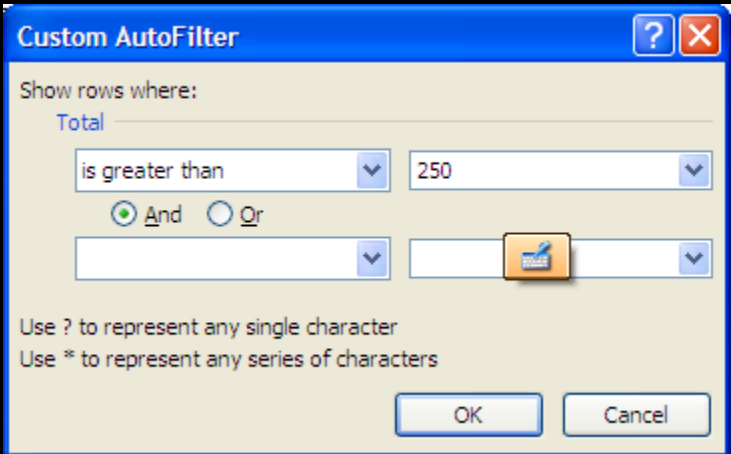 Custom AutoFilter
?
Show rows where:
Total
is greater than 250
And Or
Use ? to represent any single character
Use * to represent any series of characters
OK Cancel